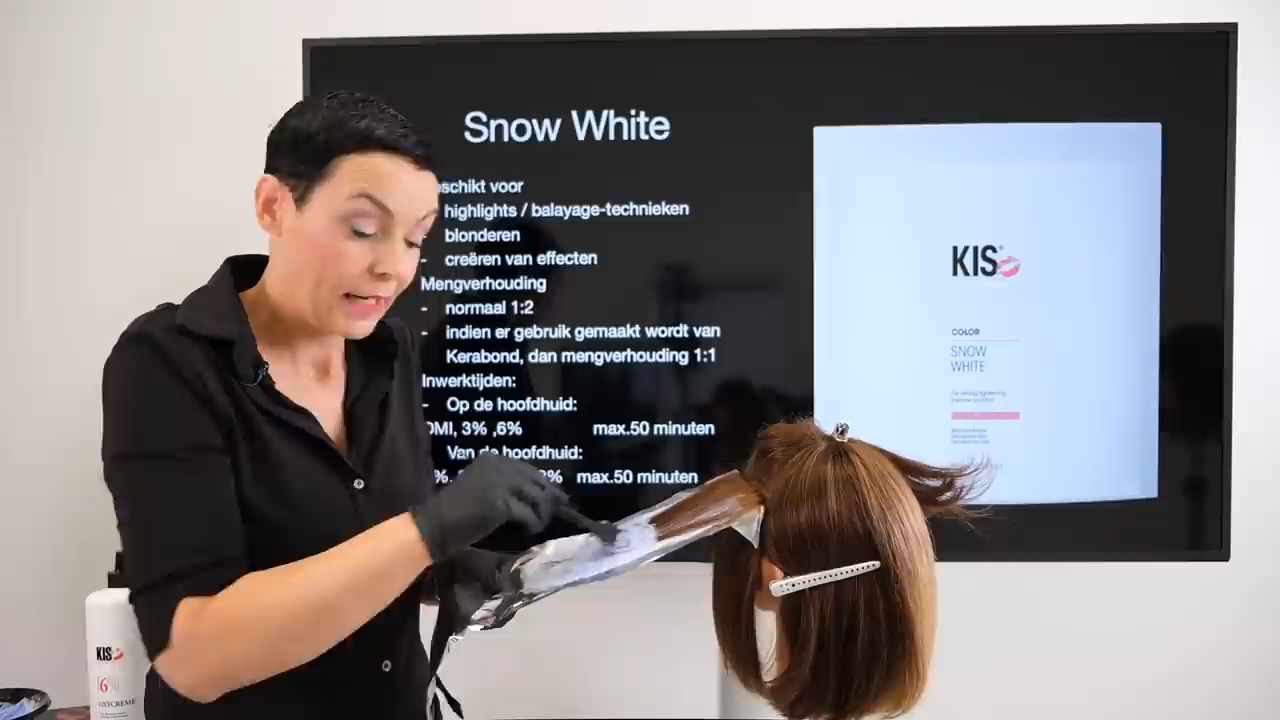 Snow White
schikt voor
highlights / balayage-technieken
blonderen
- creëren van effecten
Mengverhouding
- normaal 1:2
- indien er gebruik gemaakt wordt van
Kerabond, dan mengverhouding 1:1
Inwerktijden:
- Op de hoofdhuid:
OMI, 3% ,6% max.50 minuten
Van de hoofdhuid:
max.50 minuten
KIS
COLOR
SNOW
WHITE
KIS
6%
OXYCREME